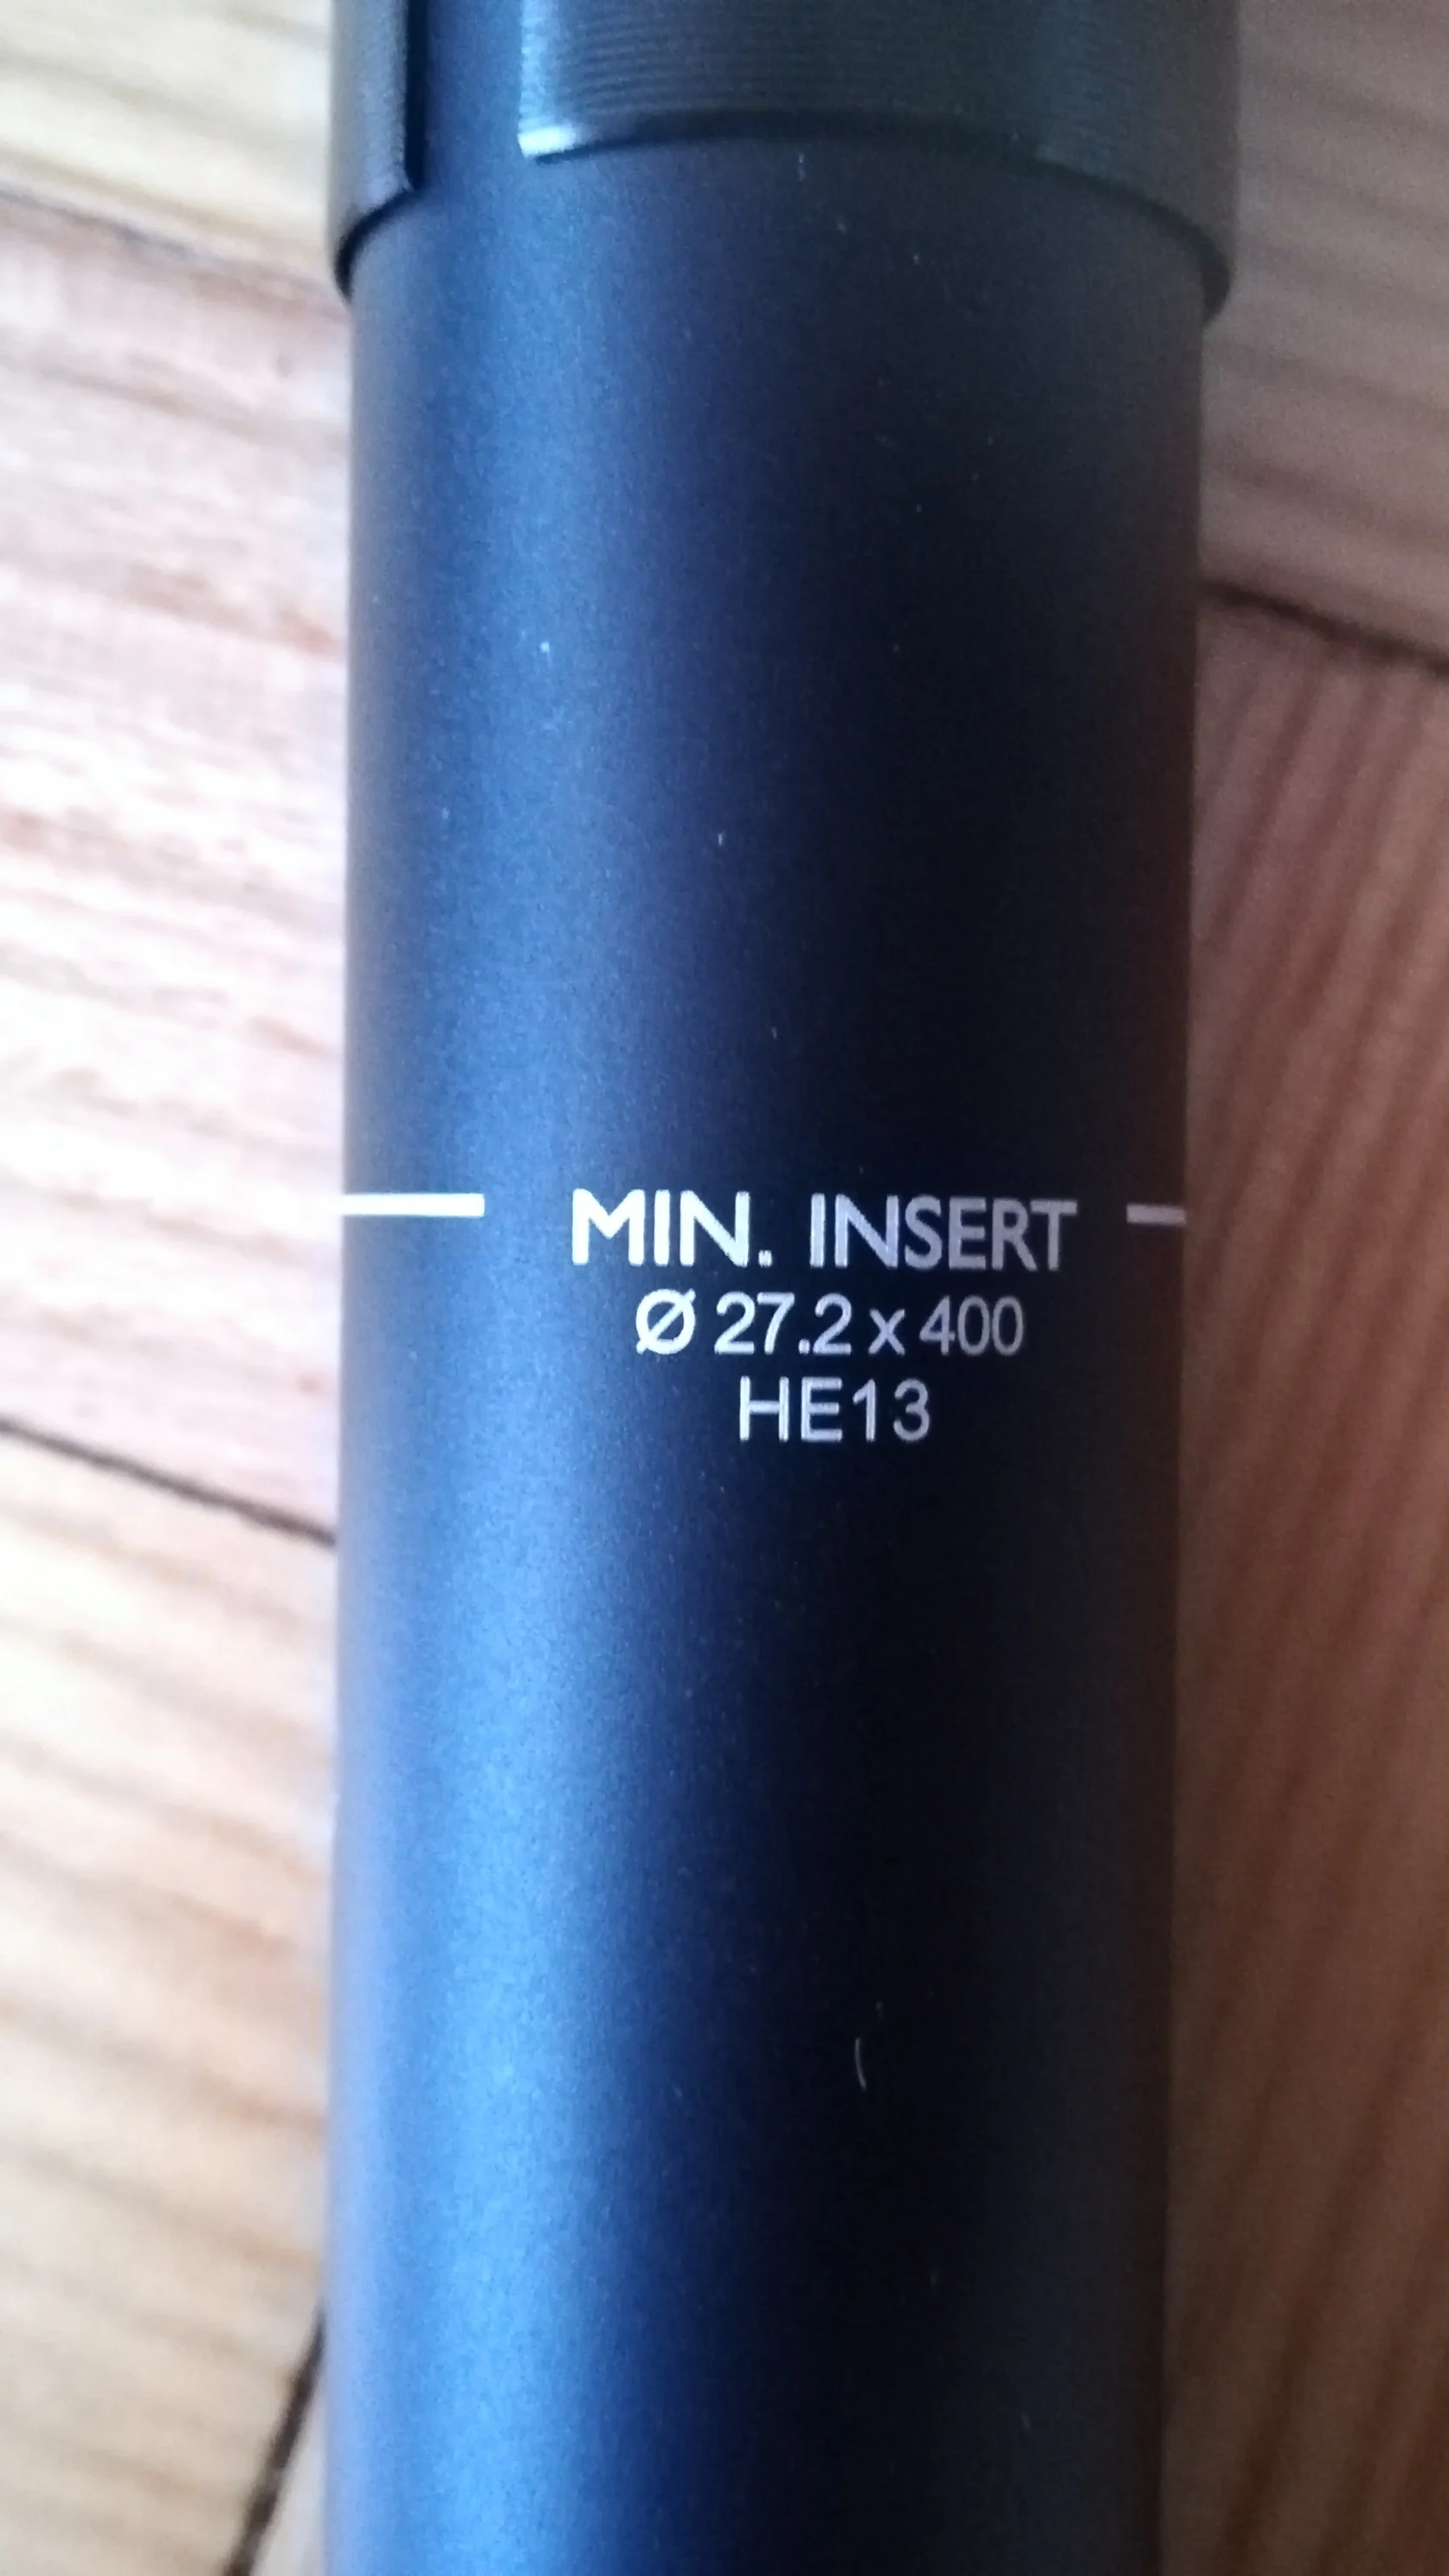 MIN. INSERT
Ø 27.2 x 400
HE13